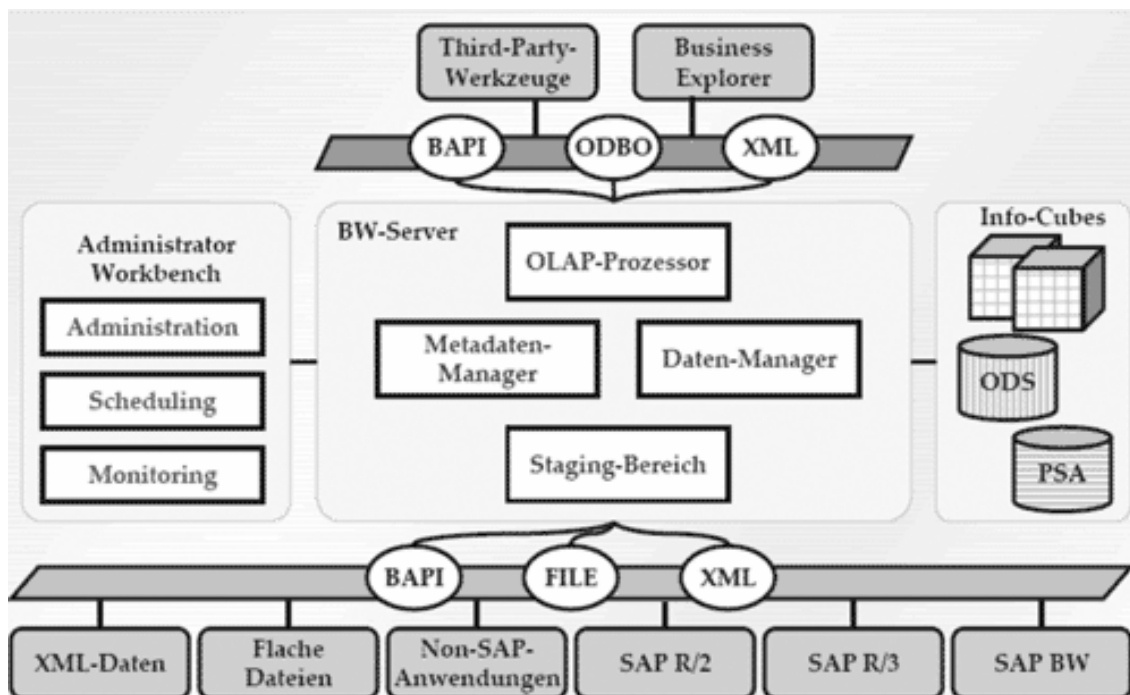 Third-Party-
Werkzeuge
Business
Explorer
BAPI
ODBO
XML
Administrator
Workbench
Administration
Scheduling
Monitoring
BW-Server
OLAP-Prozessor
Metadaten-
Manager
Daten-Manager
Staging-Bereich
Info-Cubes
ODS
PSA
BAPI
FILE
XML
XML-Daten
Flache
Dateien
Non-SAP-
Anwendungen
SAP R/2
SAP R/3
SAP BW